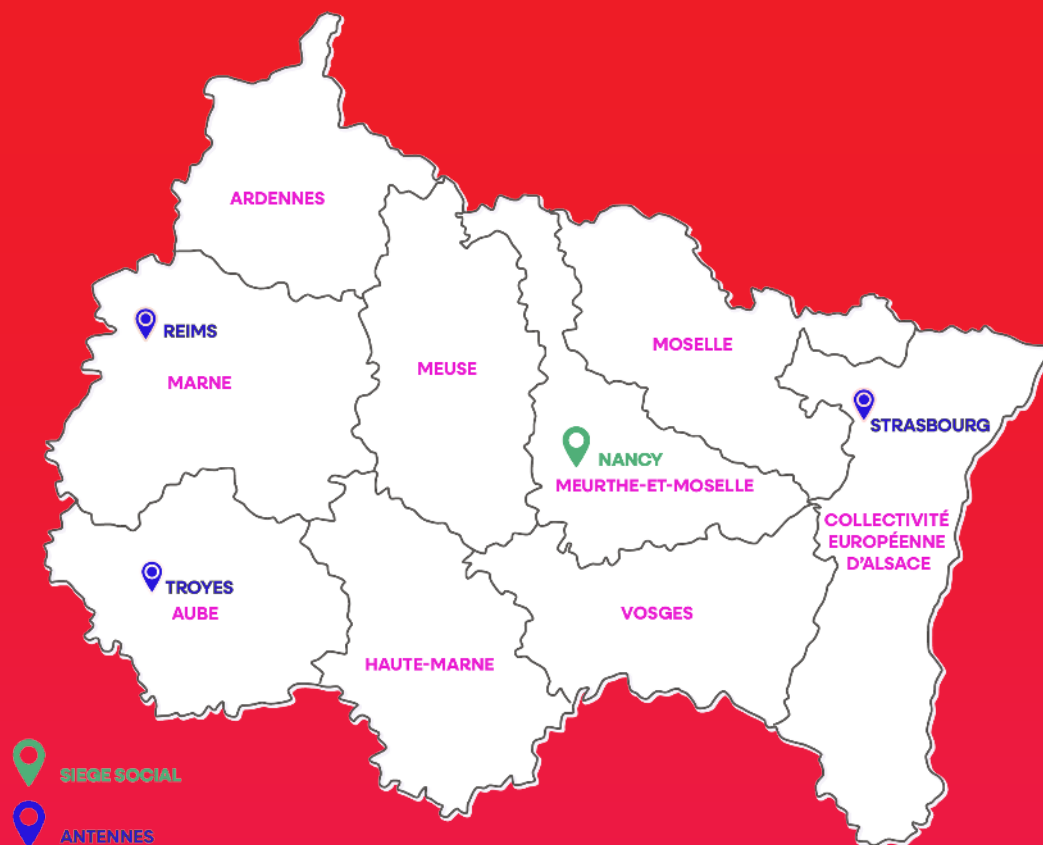 ARDENNES
REIMS
MARNE
MEUSE
MOSELLE
STRASBOURG
NANCY
MEURTHE-ET-MOSELLE
COLLECTIVITÉ
EUROPÉENNE
D'ALSACE
TROYES
AUBE
VOSGES
HAUTE-MARNE
SIEGE SOCIAL
ANTENNES